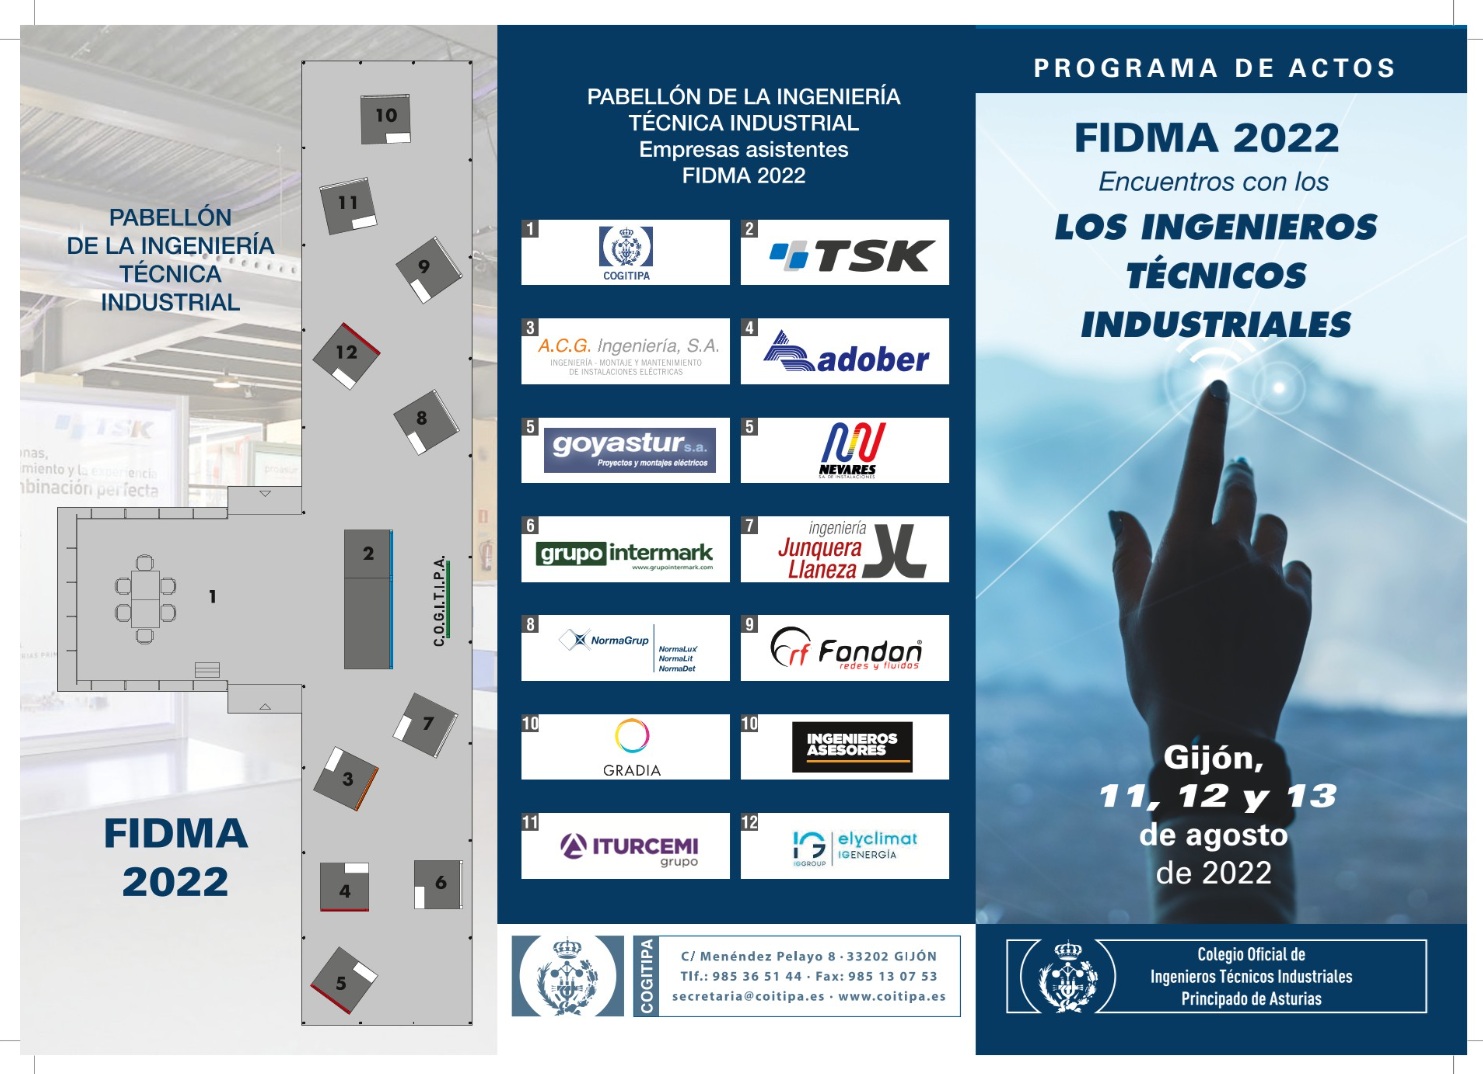 PABELLÓN
DE LA INGENIERÍA
TÉCNICA
INDUSTRIAL
TSK
mbinación perfecta
10
11
9
12
8
2
1
C.O.G.I.T.I.P.A.
7
3
4
6
5
FIDMA
2022
PABELLÓN DE LA INGENIERÍA
TÉCNICA INDUSTRIAL
Empresas asistentes
FIDMA 2022
1
COGITIPA
2
TSK
3
A.C.G. Ingeniería, S.A.
INGENIERÍA - MONTAJE Y MANTENIMIENTO
DE INSTALACIONES ELÉCTRICAS
4
adober
5
goyastur s.a.
Proyectos y montajes eléctricos
5
NEVARES
S.A. DE INSTALACIONES
6
grupo intermark
www.grupointermark.com
7
ingeniería
Junquera
Llaneza
8
NormaGrup
NormaLux
NormaLit
NormaDet
9
rf Fondon
redes y fluidos
10
GRADIA
10
INGENIEROS
ASESORES
11
ITURCEMI
grupo
12
IG
IGGROUP
elyclimat
IGENERGÍA
COGITIPA
C/ Menéndez Pelayo 8 · 33202 GIJÓN
Tlf.: 985 36 51 44 · Fax: 985 13 07 53
secretaria@coitipa.es · www.coitipa.es
PROGRAMA DE ACTOS
FIDMA 2022
Encuentros con los
LOS INGENIEROS
TÉCNICOS
INDUSTRIALES
Gijón,
11, 12 y 13
de agosto
de 2022
Colegio Oficial de
Ingenieros Técnicos Industriales
Principado de Asturias